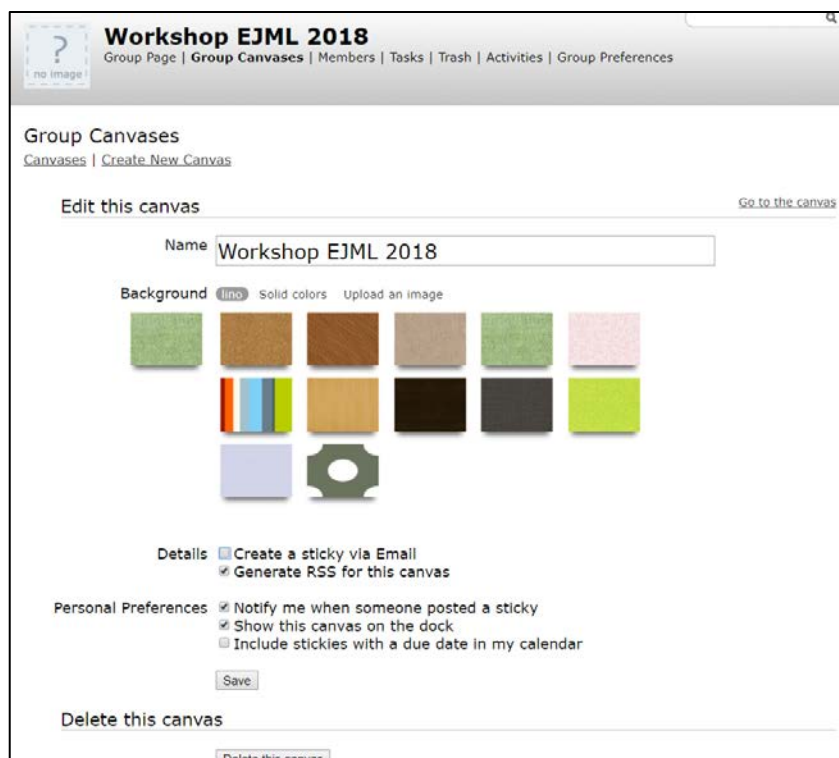 Workshop EJML 2018
Group Page | Group Canvases | Members | Tasks | Trash | Activities | Group Preferences
? no image
Group Canvases
Canvases | Create New Canvas
Edit this canvas
Go to the canvas
Name Workshop EJML 2018
Background lino Solid colors Upload an image
Details Create a sticky via Email
Generate RSS for this canvas
Personal Preferences Notify me when someone posted a sticky
Show this canvas on the dock
Include stickies with a due date in my calendar
Save
Delete this canvas
Delete this canvas